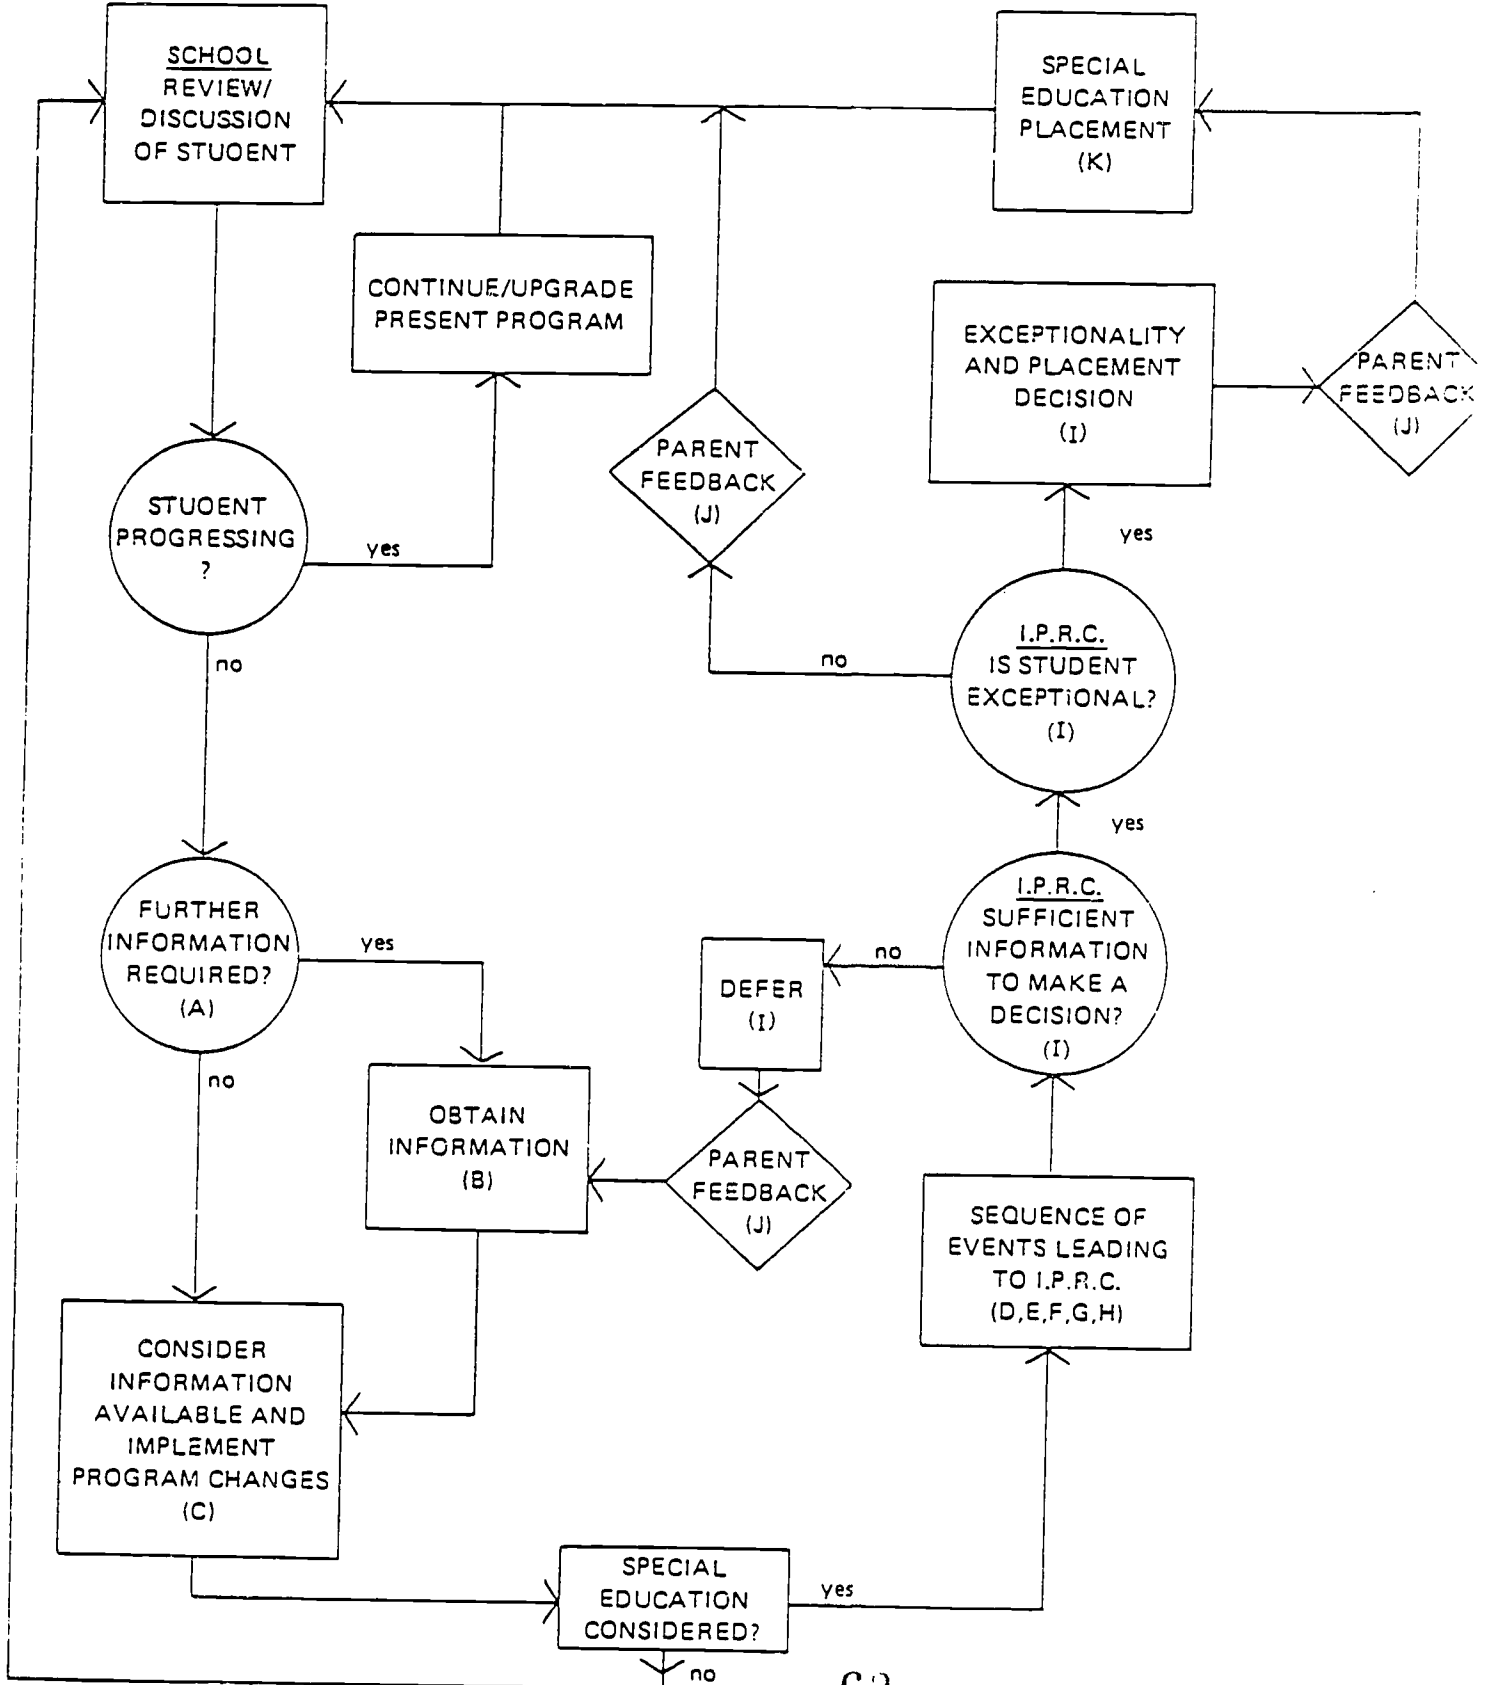 SCHOOL
REVIEW/
DISCUSSION
OF STUDENT
SPECIAL
EDUCATION
PLACEMENT
(K)
CONTINUE/UPGRADE
PRESENT PROGRAM
EXCEPTIONALITY
AND PLACEMENT
DECISION
(I)
PARENT
FEEDBACK
(J)
PARENT
FEEDBACK
(J)
STUDENT
PROGRESSING
?
yes
yes
no
I.P.R.C.
IS STUDENT
EXCEPTIONAL?
(I)
no
yes
FURTHER
INFORMATION
REQUIRED?
(A)
yes
I.P.R.C.
SUFFICIENT
INFORMATION
TO MAKE A
DECISION?
(I)
no
DEFER
(I)
no
OBTAIN
INFORMATION
(B)
PARENT
FEEDBACK
(J)
SEQUENCE OF
EVENTS LEADING
TO I.P.R.C.
(D,E,F,G,H)
CONSIDER
INFORMATION
AVAILABLE AND
IMPLEMENT
PROGRAM CHANGES
(C)
SPECIAL
EDUCATION
CONSIDERED?
yes
no